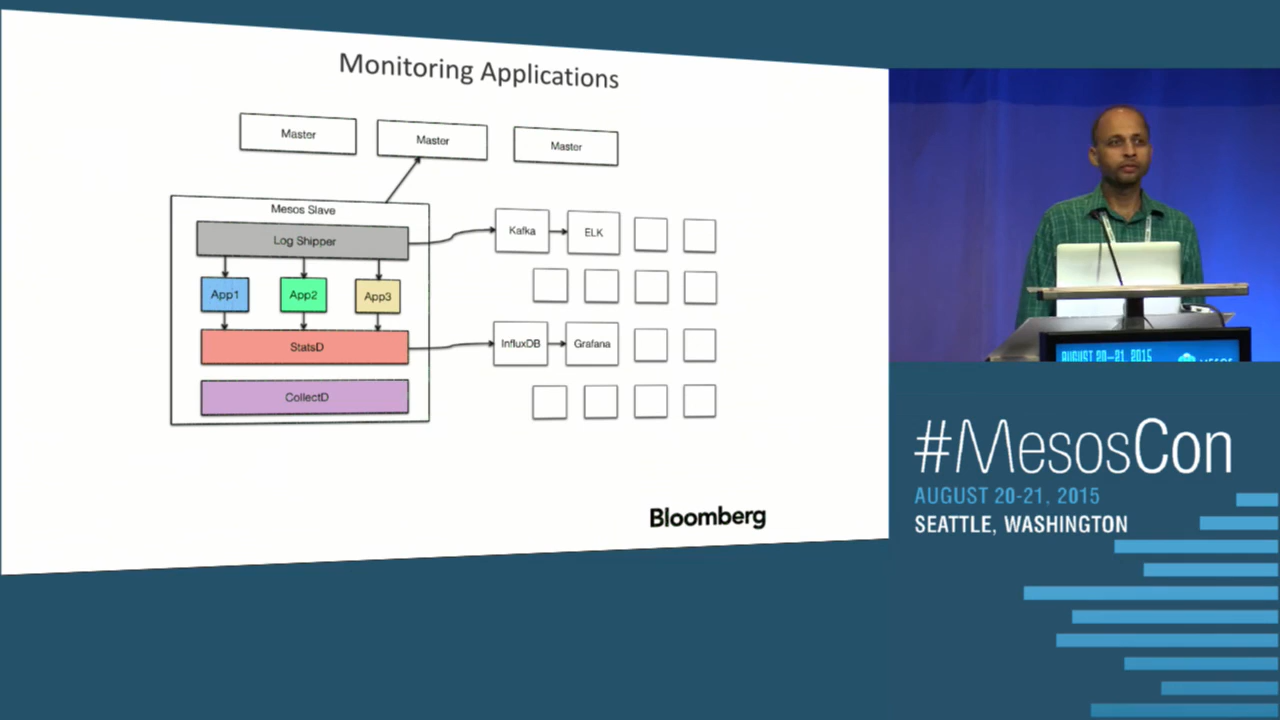 Monitoring Applications
Master
Master
Master
Mesos Slave
Log Shipper
App1
App2
App3
StatsD
CollectD
Kafka
ELK
InfluxDB
Grafana
Bloomberg
AUGUST 20-21, 2015
MESOS
#MesosCon
AUGUST 20-21, 2015
SEATTLE, WASHINGTON